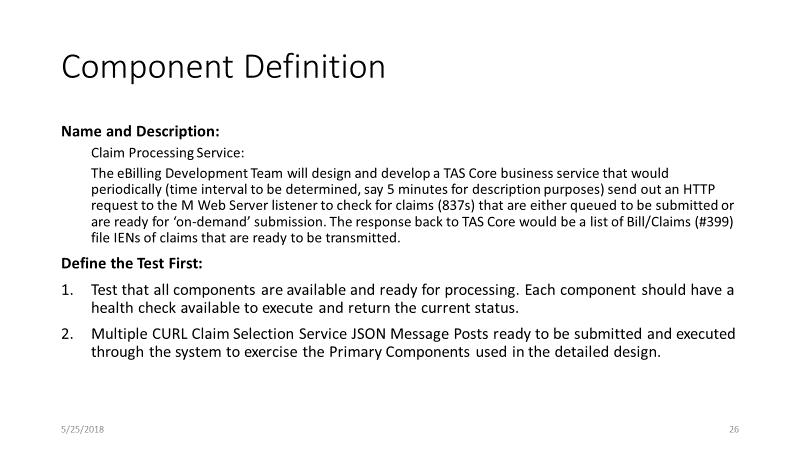 Component Definition
Name and Description:
Claim Processing Service:
The eBilling Development Team will design and develop a TAS Core business service that would
periodically (time interval to be determined, say 5 minutes for description purposes) send out an HTTP
request to the M Web Server listener to check for claims (837s) that are either queued to be submitted or
are ready for ‘on-demand’ submission. The response back to TAS Core would be a list of Bill/Claims (#399)
file IENs of claims that are ready to be transmitted.
Define the Test First:
1. Test that all components are available and ready for processing. Each component should have a
health check available to execute and return the current status.
2. Multiple CURL Claim Selection Service JSON Message Posts ready to be submitted and executed
through the system to exercise the Primary Components used in the detailed design.
5/25/2018
26